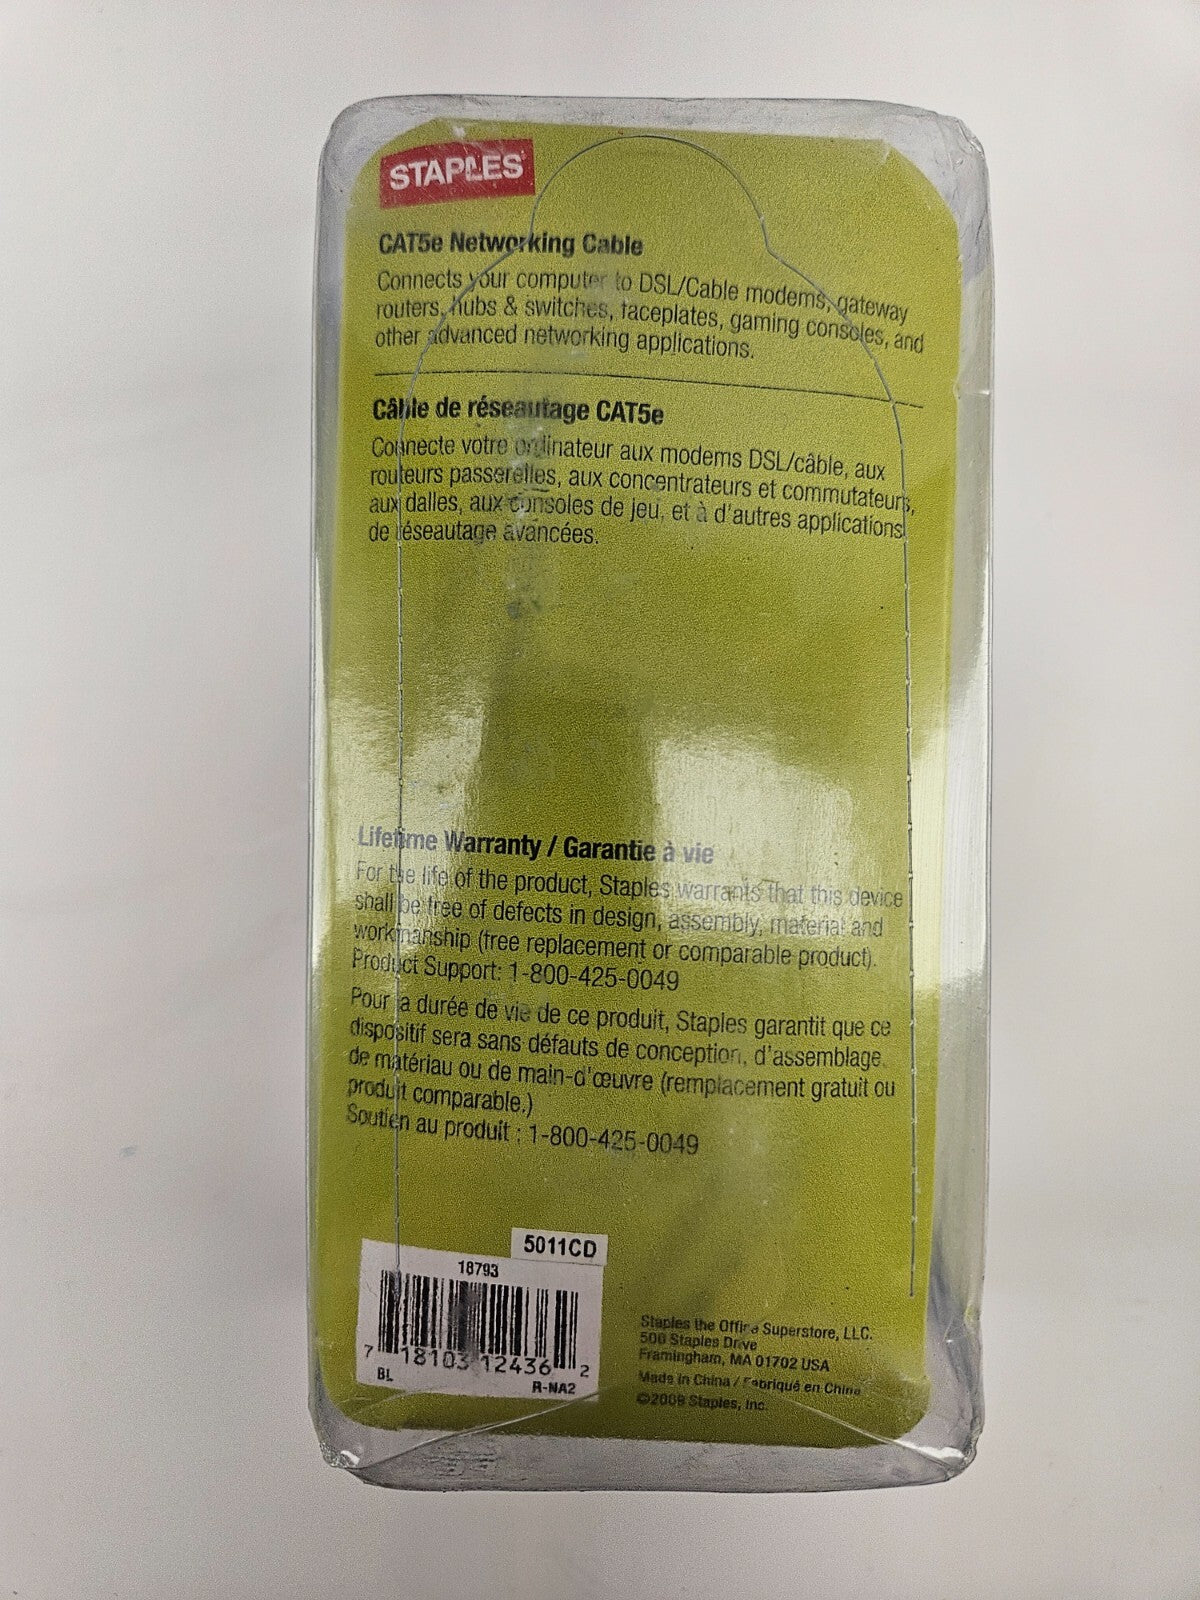 STAPLES
CAT5e Networking Cable
Connects your computer to DSL/Cable modems, gateway
routers, hubs & switches, faceplates, gaming consoles, and
other advanced networking applications.
Câble de réseautage CAT5e
Connecte votre ordinateur aux modems DSL/câble, aux
routeurs passerelles, aux concentrateurs et commutateurs,
aux dalles, aux consoles de jeu, et à d'autres applications
de réseautage avancées.
Lifetime Warranty / Garantie à vie
For the life of the product, Staples warrants that this device
shall be free of defects in design, assembly, material and
workmanship (free replacement or comparable product).
Product Support: 1-800-425-0049
Pour la durée de vie de ce produit, Staples garantit que ce
dispositif sera sans défauts de conception, d'assemblage,
de matériau ou de main-d'œuvre (remplacement gratuit ou
produit comparable.)
Soutien au produit : 1-800-425-0049
5011CD
18793
7 18103 12436 2
BL R-NA2
Staples the Office Superstore, LLC.
500 Staples Drive
Framingham, MA 01702 USA
Made in China / Fabriqué en Chine
©2009 Staples, Inc.